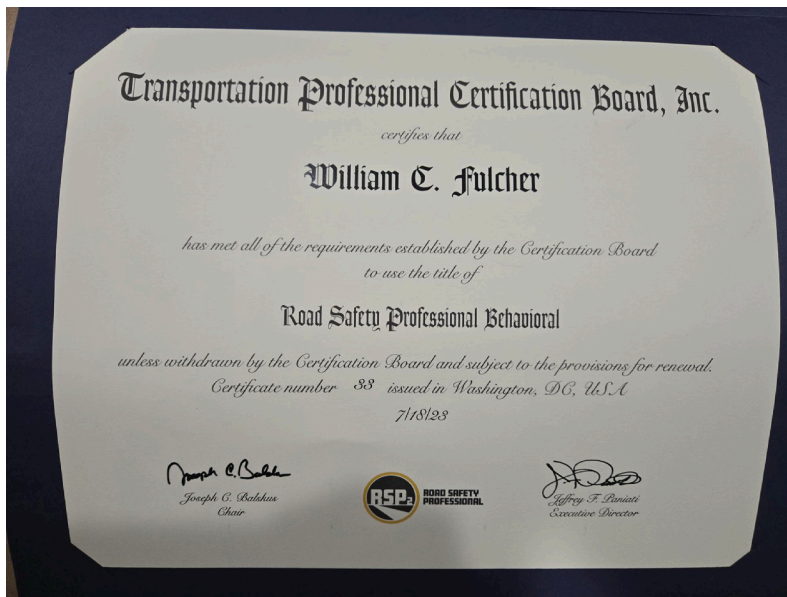 Transportation Professional Certification Board, Inc.
certifies that
William C. Fulcher
has met all of the requirements established by the Certification Board
to use the title of
Road Safety Professional Behavioral
unless withdrawn by the Certification Board and subject to the provisions for renewal.
Certificate number 33 issued in Washington, DC, USA
7/18/23
Joseph C. Balskus
Chair
RSP2 ROAD SAFETY
PROFESSIONAL
Jeffrey F. Paniati
Executive Director